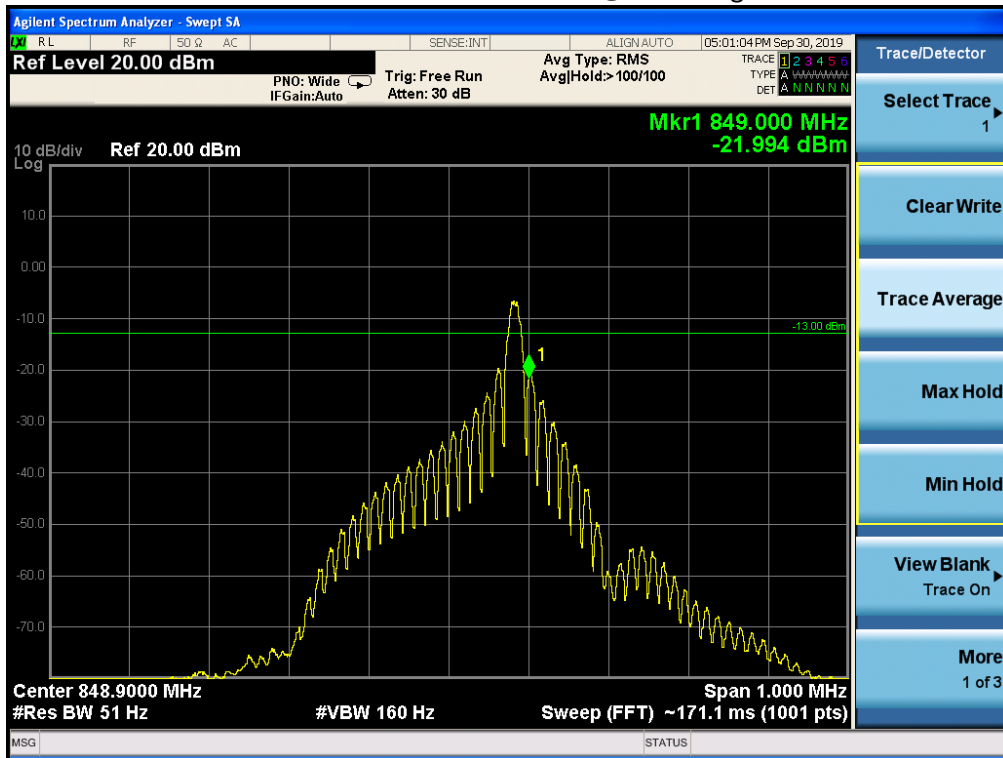 Agilent Spectrum Analyzer - Swept SA
LXI RL RF 50 Ω AC SENSE:INT ALIGN AUTO 05:01:04 PM Sep 30, 2019
Ref Level 20.00 dBm
PNO: Wide
IFGain:Auto
Trig: Free Run
Atten: 30 dB
Avg Type: RMS
Avg|Hold:>100/100
TRACE 1 2 3 4 5 6
TYPE A
DET A N N N N N
Mkr1 849.000 MHz
-21.994 dBm
10 dB/div Ref 20.00 dBm
Log
10.0
0.00
-10.0
-13.00 dBm
1
-20.0
-30.0
-40.0
-50.0
-60.0
-70.0
Center 848.9000 MHz Span 1.000 MHz
#Res BW 51 Hz #VBW 160 Hz Sweep (FFT) ~171.1 ms (1001 pts)
MSG STATUS
Trace/Detector
Select Trace
1
Clear Write
Trace Average
Max Hold
Min Hold
View Blank
Trace On
More
1 of 3